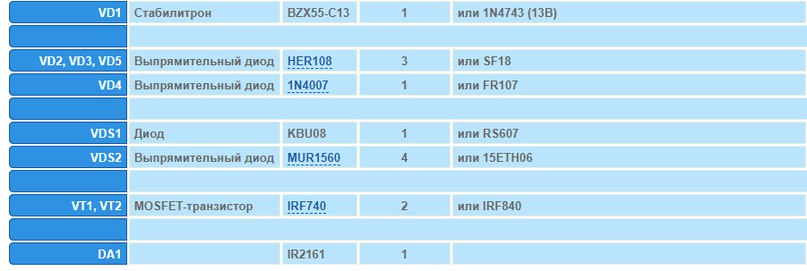 VD1 Стабилитрон BZX55-C13 1 или 1N4743 (13В)
VD2, VD3, VD5 Выпрямительный диод HER108 3 или SF18
VD4 Выпрямительный диод 1N4007 1 или FR107
VDS1 Диод KBU08 1 или RS607
VDS2 Выпрямительный диод MUR1560 4 или 15ETH06
VT1, VT2 MOSFET-транзистор IRF740 2 или IRF840
DA1 IR2161 1